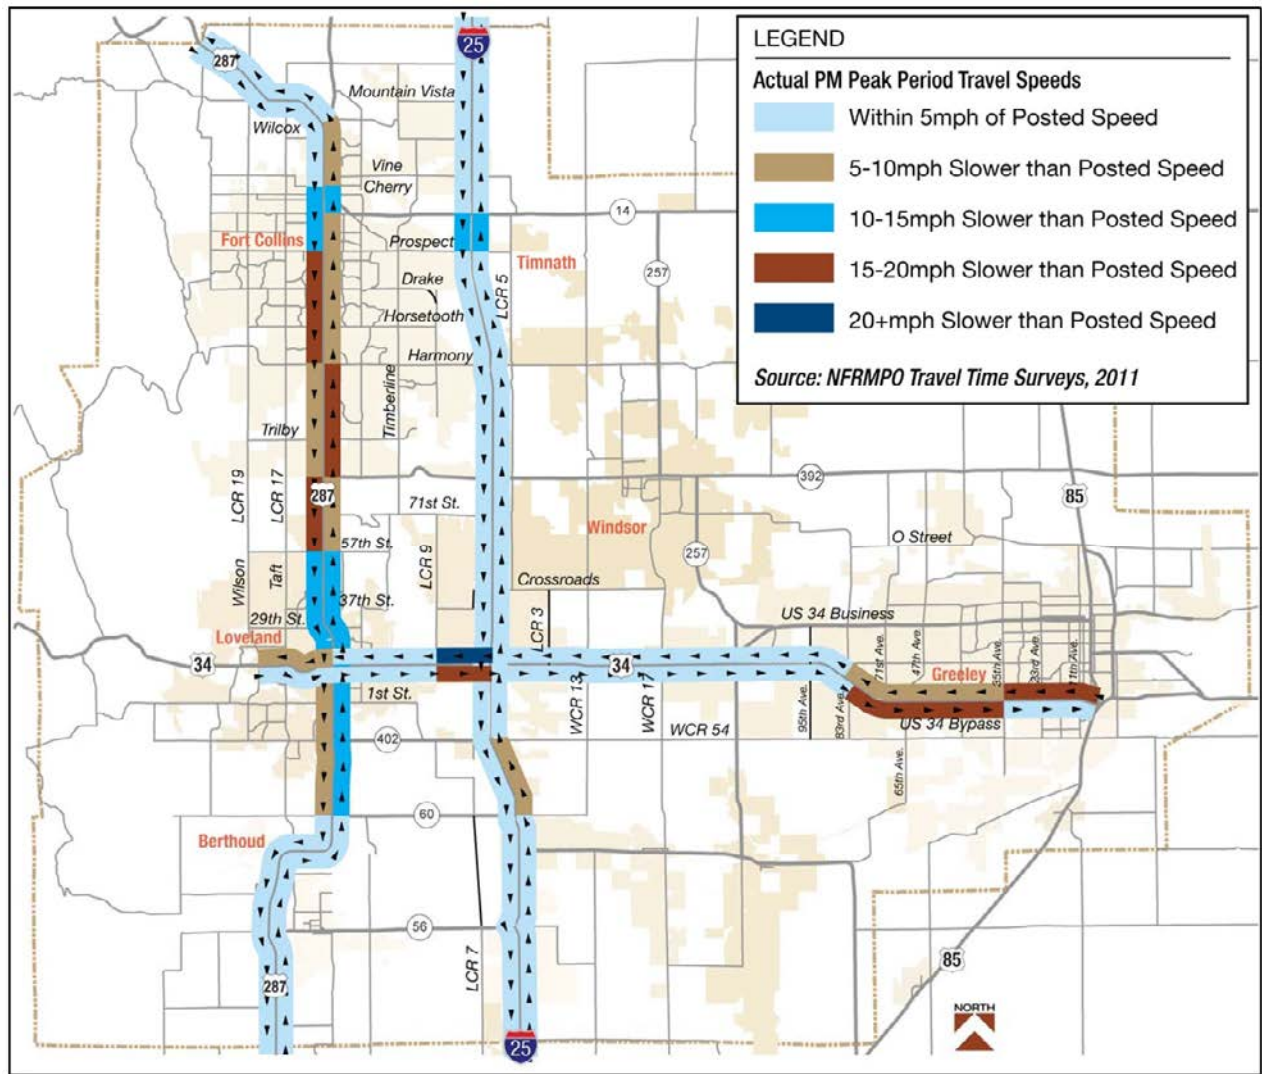 LEGEND
Actual PM Peak Period Travel Speeds
Within 5mph of Posted Speed
5-10mph Slower than Posted Speed
10-15mph Slower than Posted Speed
15-20mph Slower than Posted Speed
20+mph Slower than Posted Speed
Source: NFRMPO Travel Time Surveys, 2011
25
287
Mountain Vista
Wilcox
Vine
Cherry
14
Fort Collins
Prospect
Timnath
257
Drake
LCR 5
Horsetooth
Harmony
Timberline
Trilby
LCR 19
LCR 17
392
287
85
71st St.
Windsor
O Street
57th St.
257
LCR 9
Wilson
Taft
Crossroads
37th St.
29th St.
LCR 3
US 34 Business
Loveland
34
34
71st Ave.
47th Ave.
35th Ave.
23rd Ave.
11th Ave.
Greeley
1st St.
WCR 13
WCR 17
95th Ave.
83rd Ave.
US 34 Bypass
402
WCR 54
65th Ave.
60
Berthoud
56
LCR 7
85
287
NORTH
25